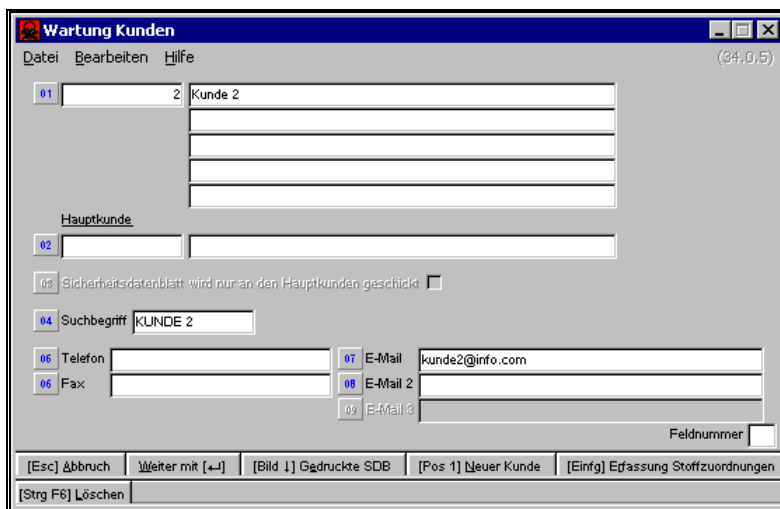 Wartung Kunden
Datei Bearbeiten Hilfe (34.0.5)
01 2 Kunde 2
Hauptkunde
02
03 Sicherheitsdatenblatt wird nur an den Hauptkunden geschickt
04 Suchbegriff KUNDE 2
06 Telefon 07 E-Mail kunde2@info.com
06 Fax 08 E-Mail 2
09 E-Mail 3
Feldnummer
[Esc] Abbruch Weiter mit [↵] [Bild ↓] Gedruckte SDB [Pos 1] Neuer Kunde [Einfg] Erfassung Stoffzuordnungen
[Strg F6] Löschen